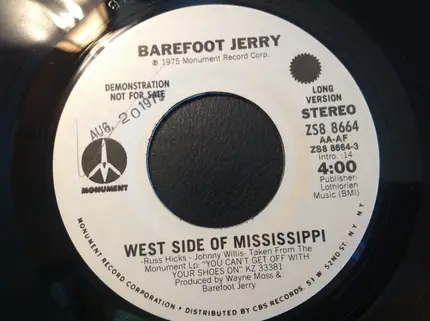 BAREFOOT JERRY
℗ 1975 Monument Record Corp.
DEMONSTRATION
NOT FOR SALE
AUG 20 1975
MONUMENT
LONG
VERSION
STEREO
ZS8 8664
AA-AF
ZS8 8664-3
Intro.: 14
4:00
Publisher:
Lothlorien
Music (BMI)
WEST SIDE OF MISSISSIPPI
-Russ Hicks - Johnny Willis- Taken From The
Monument Lp: "YOU CAN'T GET OFF WITH
YOUR SHOES ON" KZ 33381
Produced by Wayne Moss &
Barefoot Jerry
MONUMENT RECORD CORPORATION • DISTRIBUTED BY CBS RECORDS, 51 W. 52ND ST. N.Y. N.Y.